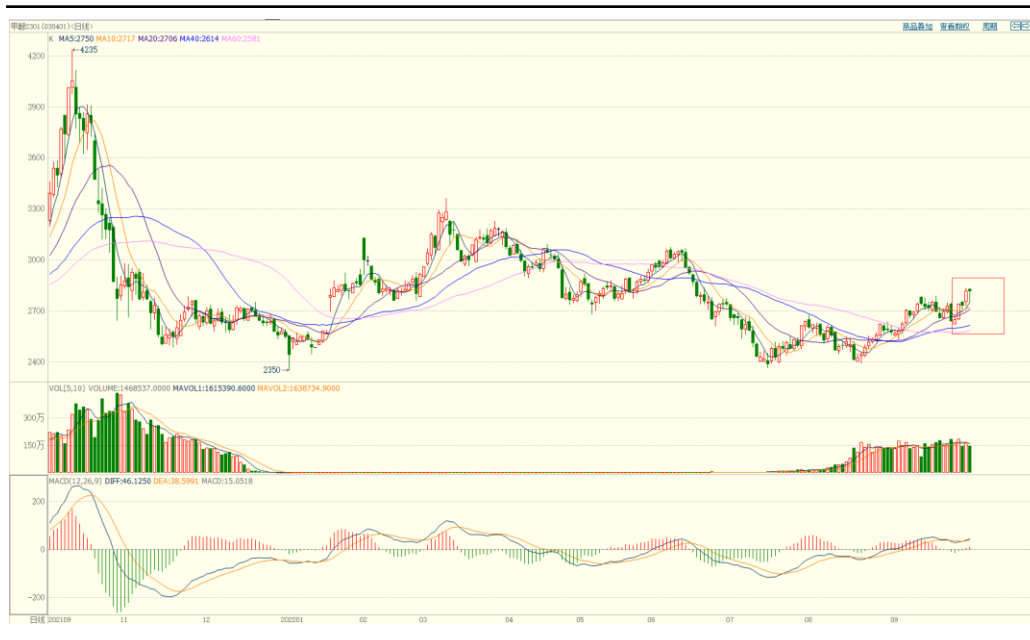 甲醇2301(030401)<日线>
商品叠加 查看期权 周期
K MA5:2750 MA10:2717 MA20:2706 MA40:2614 MA60:2581
4235
4200
3900
3600
3300
3000
2700
2400
2350
VOL(5,10) VOLUME:1468537.0000 MAVOL1:1615390.6000 MAVOL2:1638734.9000
300万
150万
MACD(12,26,9) DIFF:46.1250 DEA:38.5991 MACD:15.0518
200
0
-200
日线 202109 11 12 202201 02 03 04 05 06 07 08 09